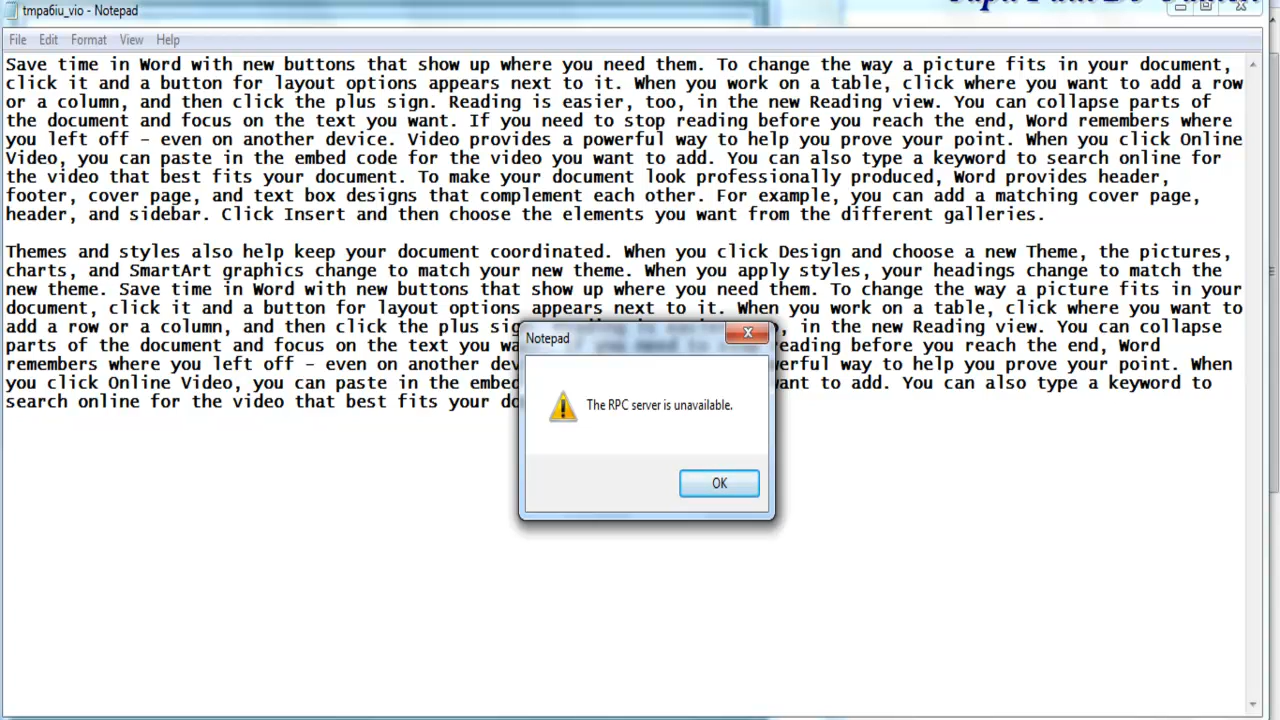 tmpa6iu_vio - Notepad
File Edit Format View Help
Save time in Word with new buttons that show up where you need them. To change the way a picture fits in your document,
click it and a button for layout options appears next to it. When you work on a table, click where you want to add a row
or a column, and then click the plus sign. Reading is easier, too, in the new Reading view. You can collapse parts of
the document and focus on the text you want. If you need to stop reading before you reach the end, Word remembers where
you left off – even on another device. Video provides a powerful way to help you prove your point. When you click Online
Video, you can paste in the embed code for the video you want to add. You can also type a keyword to search online for
the video that best fits your document. To make your document look professionally produced, Word provides header,
footer, cover page, and text box designs that complement each other. For example, you can add a matching cover page,
header, and sidebar. Click Insert and then choose the elements you want from the different galleries.
Themes and styles also help keep your document coordinated. When you click Design and choose a new Theme, the pictures,
charts, and SmartArt graphics change to match your new theme. When you apply styles, your headings change to match the
new theme. Save time in Word with new buttons that show up where you need them. To change the way a picture fits in your
document, click it and a button for layout options appears next to it. When you work on a table, click where you want to
add a row or a column, and then click the plus in the new Reading view. You can collapse
parts of the document and focus on the text you reading before you reach the end, Word
remembers where you left off – even on another way to help you prove your point. When
you click Online Video, you can paste in the embed want to add. You can also type a keyword to
search online for the video that best fits your
Notepad
The RPC server is unavailable.
OK